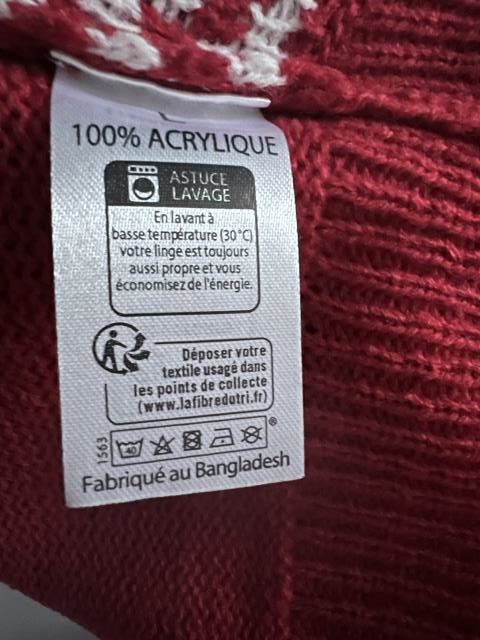 100% ACRYLIQUE
ASTUCE
LAVAGE
En lavant à
basse température (30°C)
votre linge est toujours
aussi propre et vous
économisez de l'énergie.
Déposer votre
textile usagé dans
les points de collecte
(www.lafibredutri.fr)
1563
40
®
Fabriqué au Bangladesh